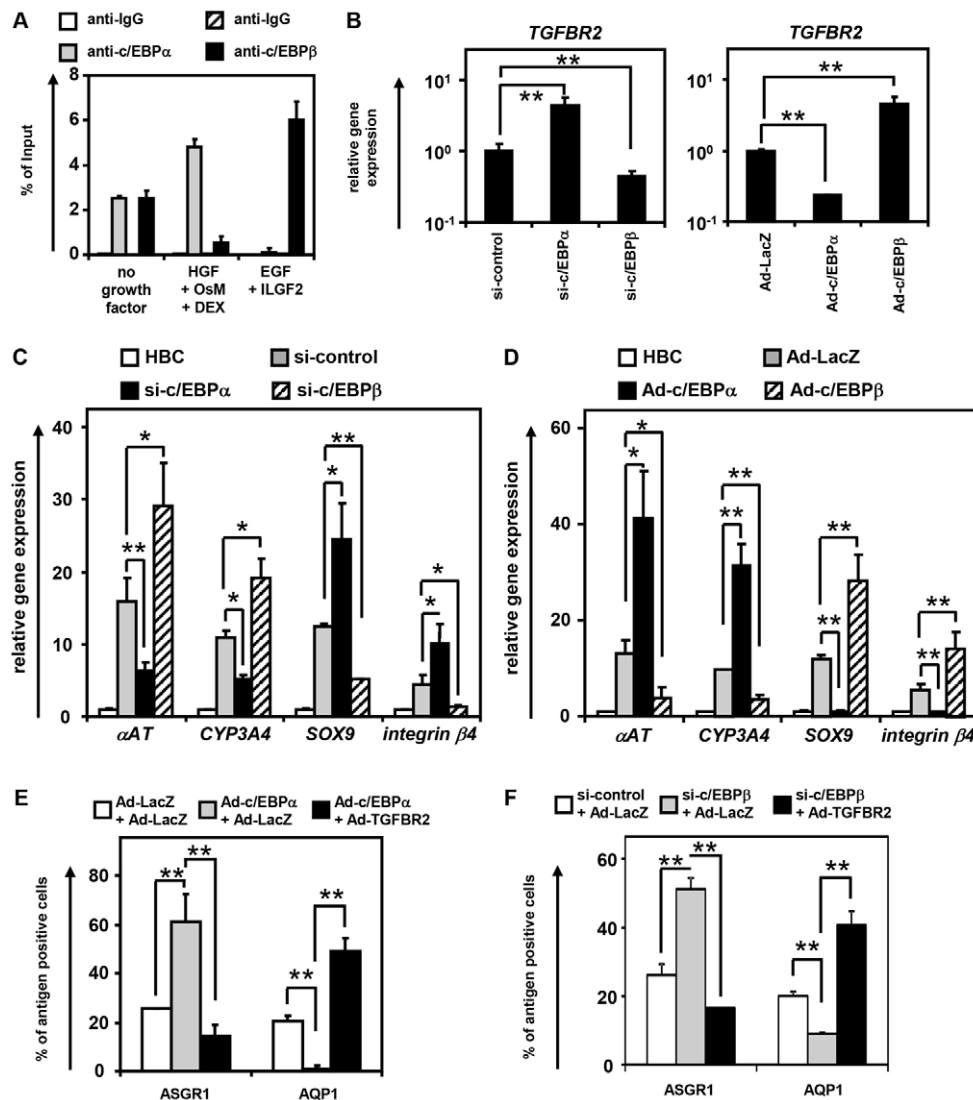 A
anti-IgG
anti-IgG
anti-c/EBPα
anti-c/EBPβ
% of Input
8
6
4
2
0
no growth factor
HGF + OsM + DEX
EGF + ILGF2
B
TGFBR2
TGFBR2
**
**
**
**
relative gene expression
10¹
10⁰
10⁻¹
10¹
10⁰
10⁻¹
si-control
si-c/EBPα
si-c/EBPβ
Ad-LacZ
Ad-c/EBPα
Ad-c/EBPβ
C
HBC
si-control
si-c/EBPα
si-c/EBPβ
relative gene expression
40
30
20
10
0
*
**
*
*
**
*
*
*
αAT
CYP3A4
SOX9
integrin β4
D
HBC
Ad-LacZ
Ad-c/EBPα
Ad-c/EBPβ
relative gene expression
60
40
20
0
*
*
**
**
**
**
**
**
αAT
CYP3A4
SOX9
integrin β4
E
Ad-LacZ + Ad-LacZ
Ad-c/EBPα + Ad-LacZ
Ad-c/EBPα + Ad-TGFBR2
% of antigen positive cells
80
60
40
20
0
**
**
**
**
ASGR1
AQP1
F
si-control + Ad-LacZ
si-c/EBPβ + Ad-LacZ
si-c/EBPβ + Ad-TGFBR2
% of antigen positive cells
60
40
20
0
**
**
**
**
ASGR1
AQP1